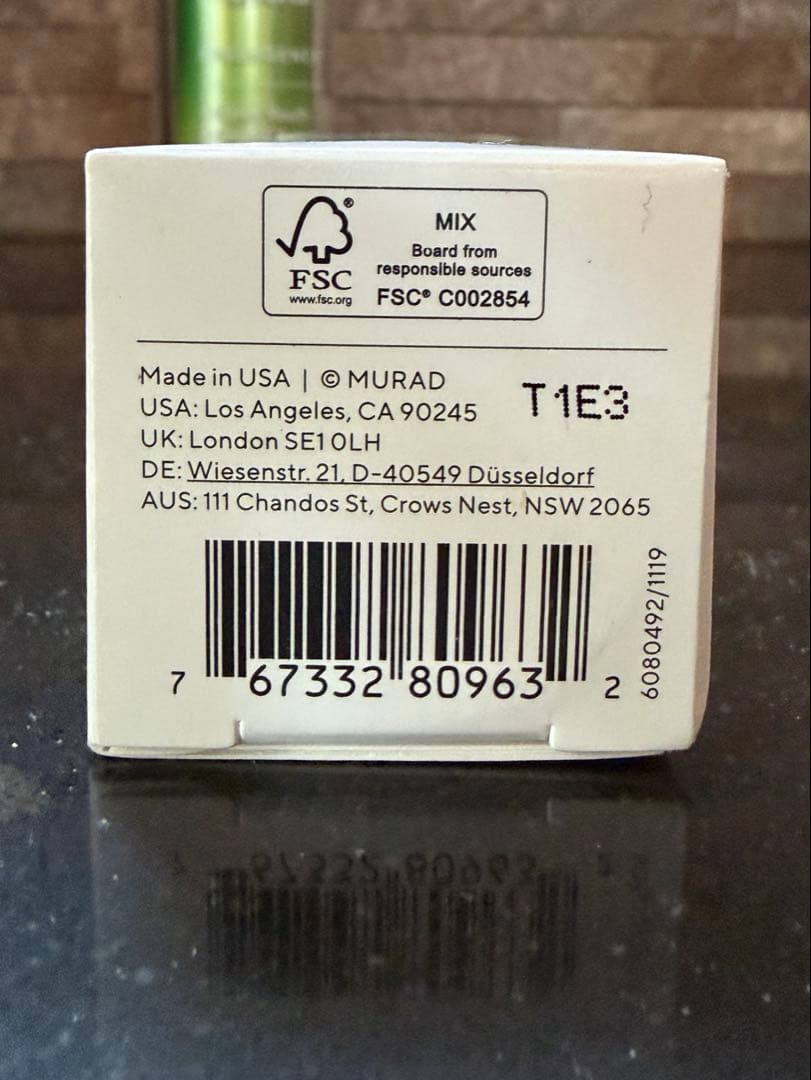 MIX
Board from
responsible sources
FSC® C002854
®
FSC
www.fsc.org
Made in USA | © MURAD
T1E3
USA: Los Angeles, CA 90245
UK: London SE1 0LH
DE: Wiesenstr. 21, D-40549 Düsseldorf
AUS: 111 Chandos St, Crows Nest, NSW 2065
7 67332 80963 2
6080492/1119